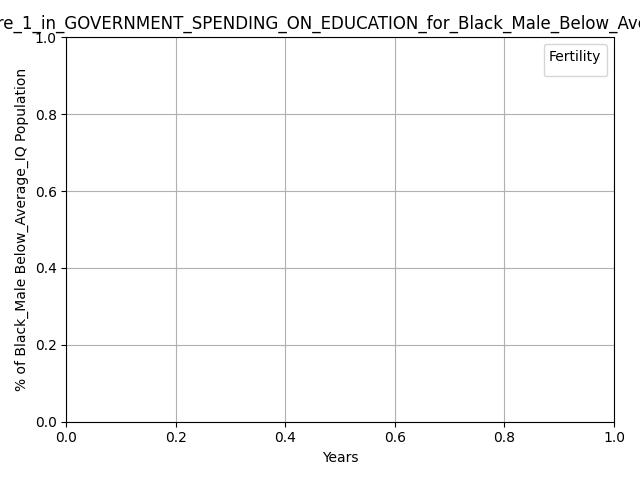 re_1_in_GOVERNMENT_SPENDING_ON_EDUCATION_for_Black_Male_Below_Ave
Fertility
% of Black_Male Below_Average_IQ Population
1.0
0.8
0.6
0.4
0.2
0.0
0.0 0.2 0.4 0.6 0.8 1.0
Years